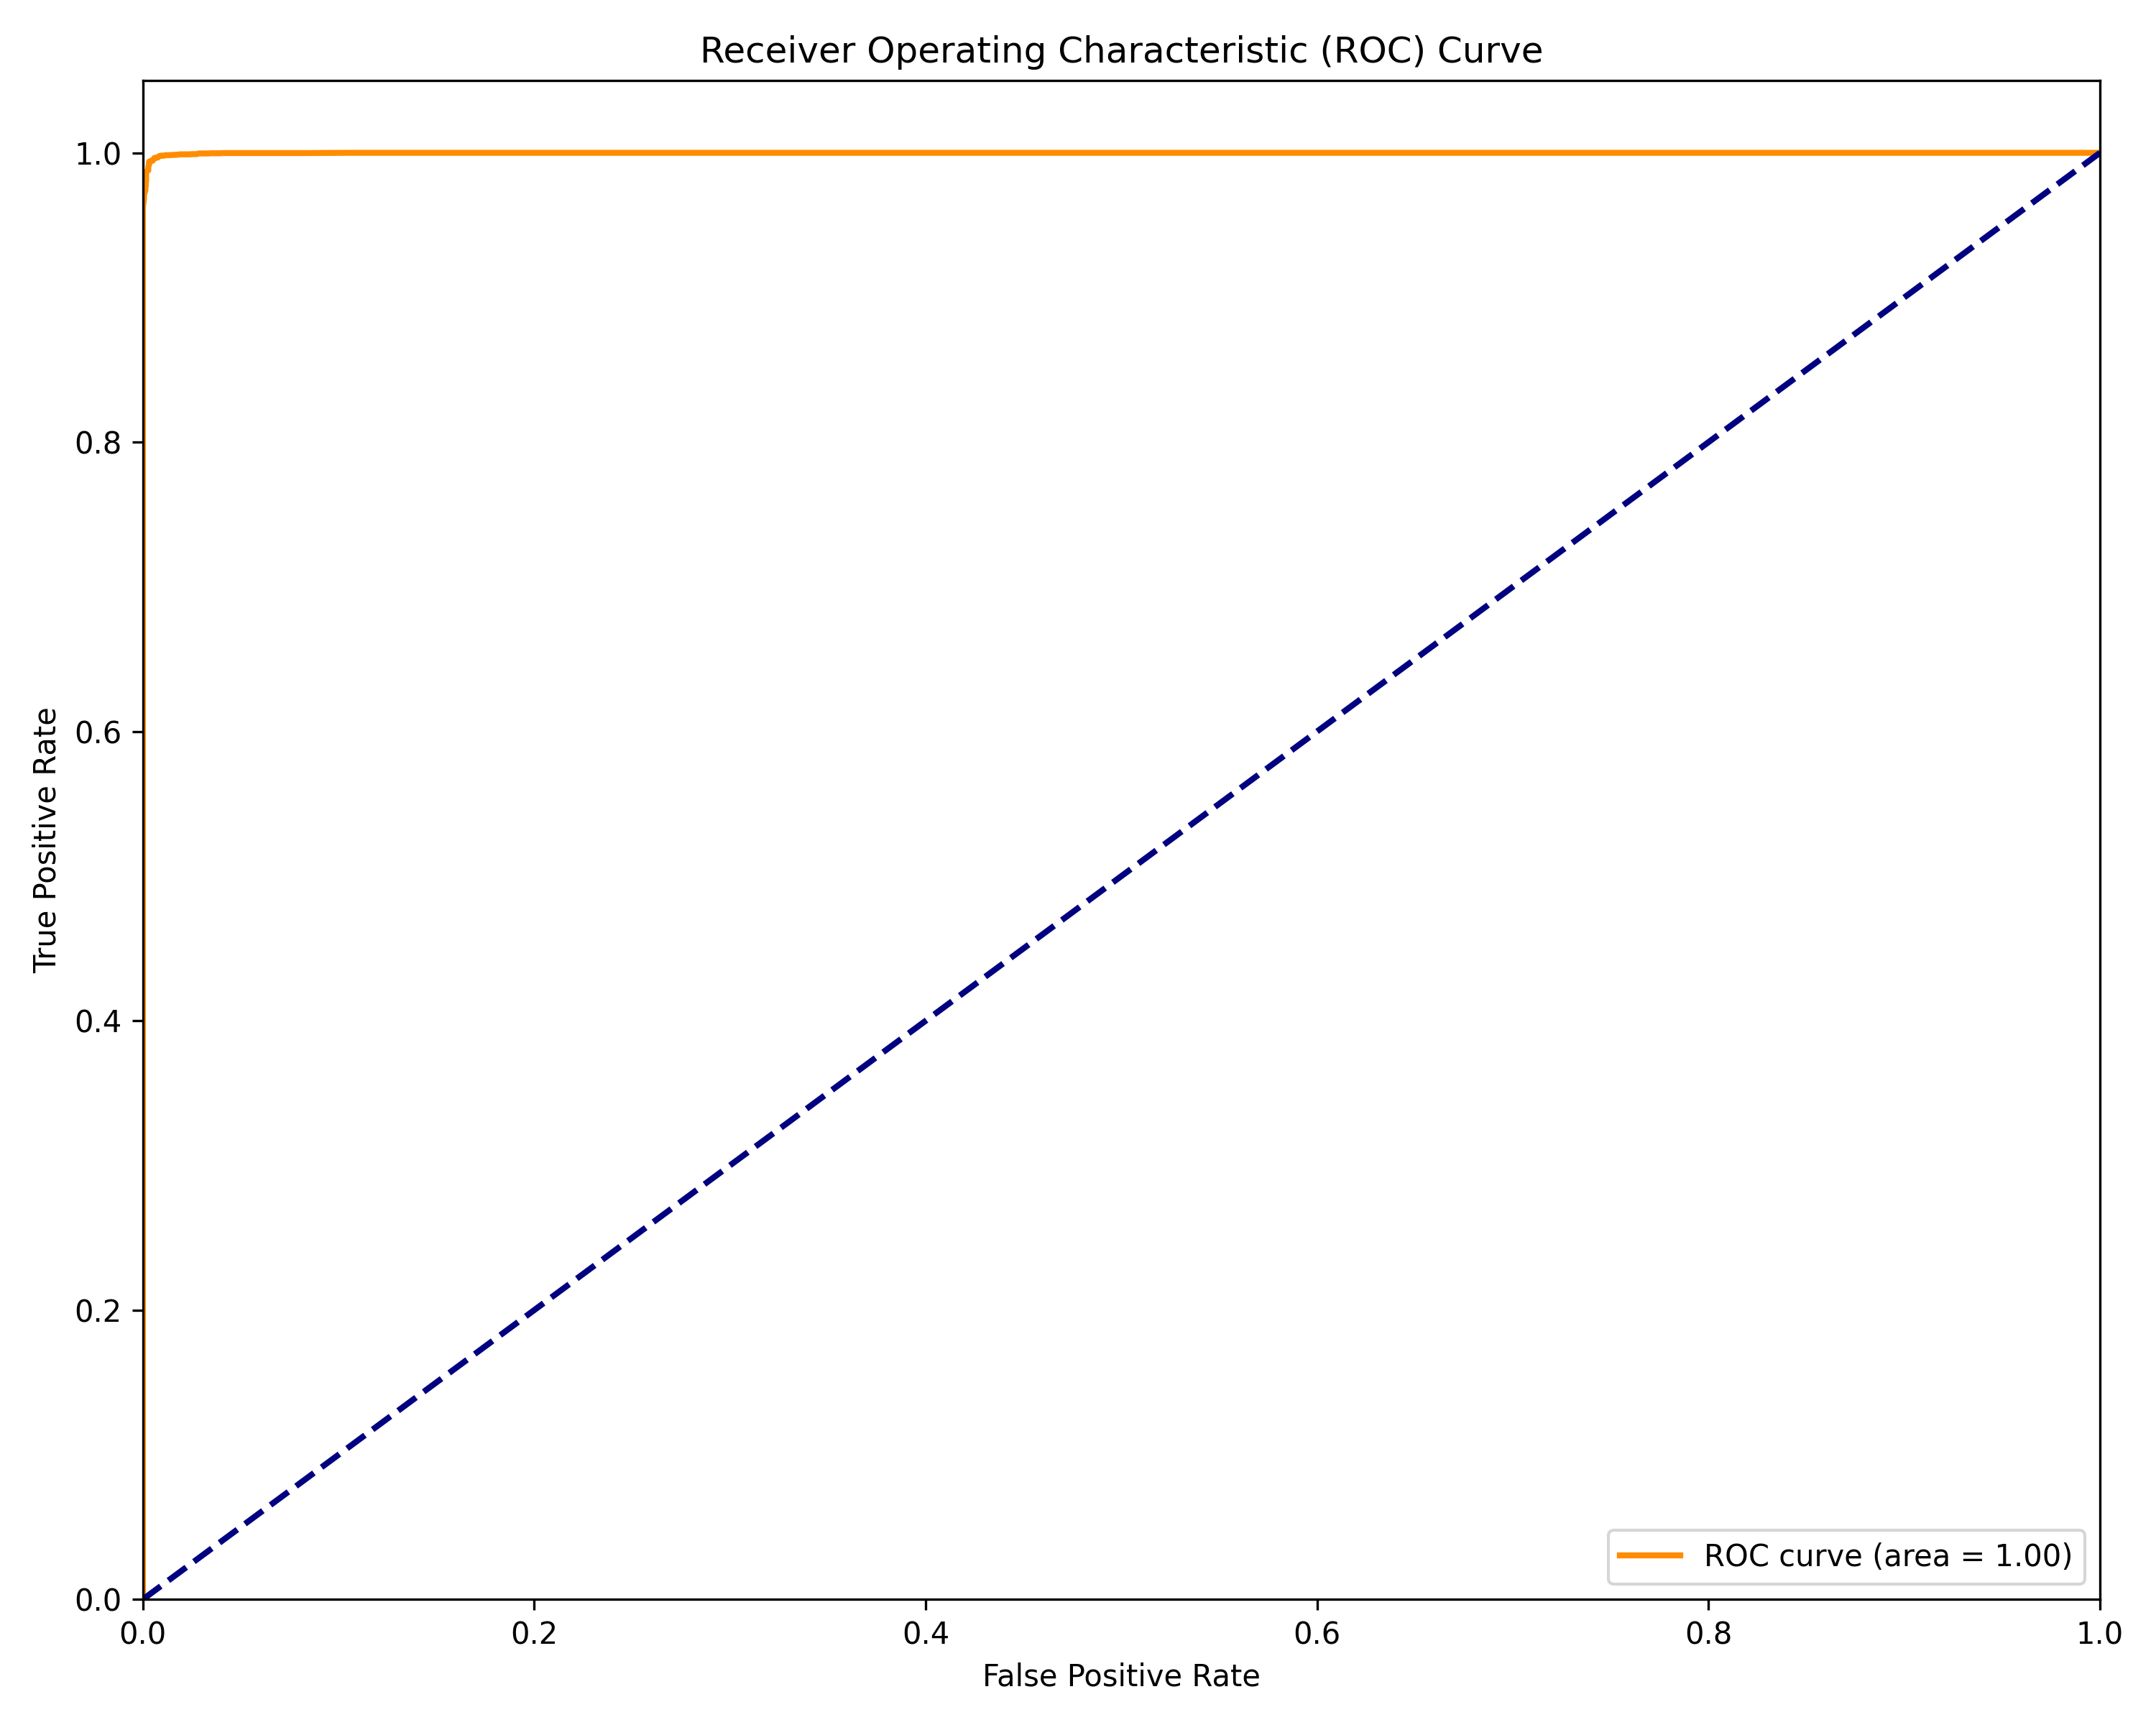 Receiver Operating Characteristic (ROC) Curve
True Positive Rate
1.0
0.8
0.6
0.4
0.2
0.0
0.0 0.2 0.4 0.6 0.8 1.0
False Positive Rate
ROC curve (area = 1.00)